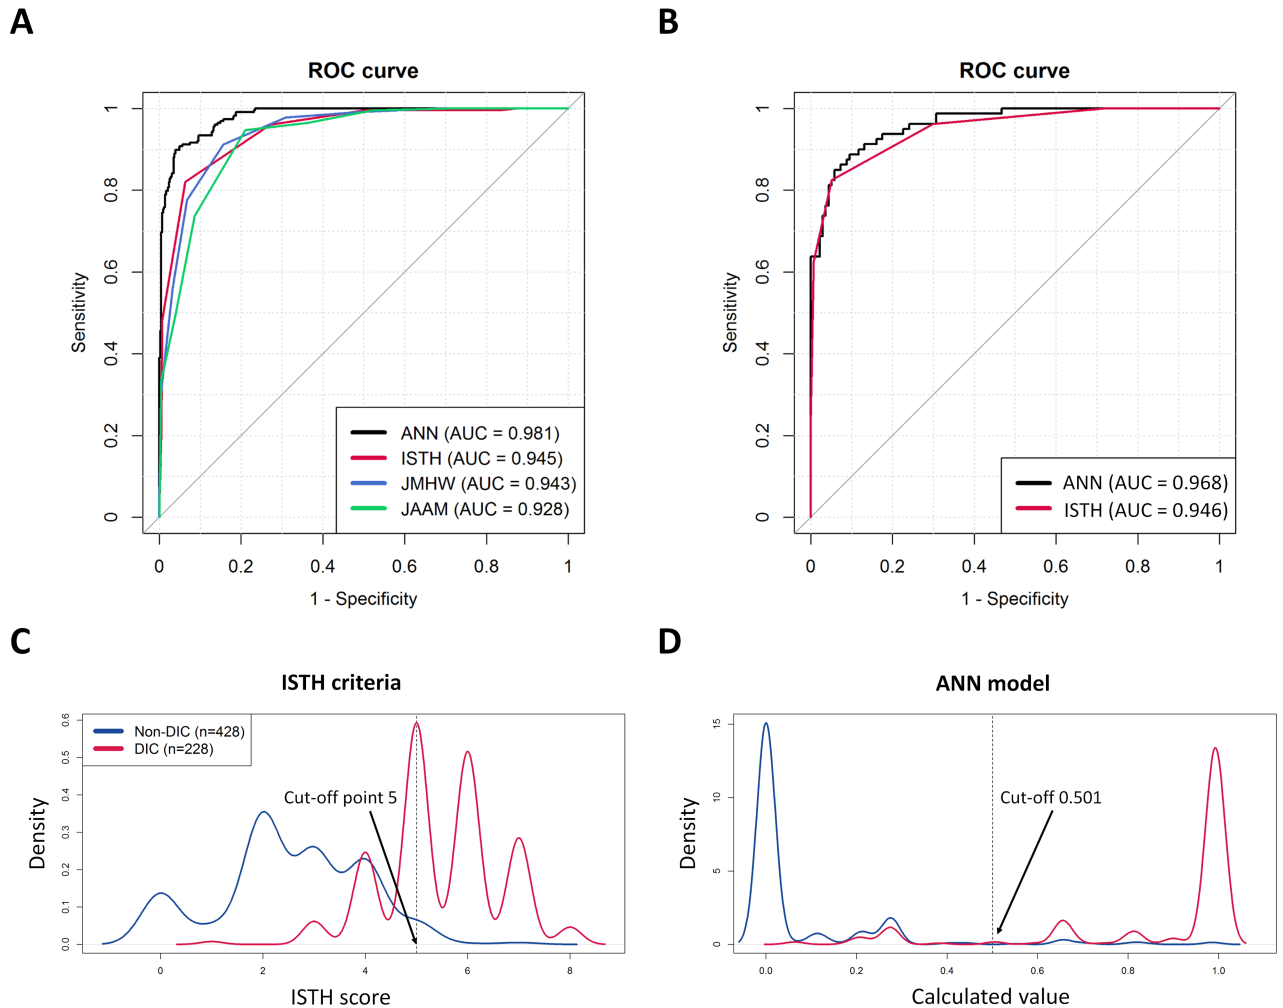 A
ROC curve
Sensitivity
0
0.2
0.4
0.6
0.8
1
0
0.2
0.4
0.6
0.8
1
1 - Specificity
ANN (AUC = 0.981)
ISTH (AUC = 0.945)
JMHW (AUC = 0.943)
JAAM (AUC = 0.928)
B
ROC curve
Sensitivity
0
0.2
0.4
0.6
0.8
1
0
0.2
0.4
0.6
0.8
1
1 - Specificity
ANN (AUC = 0.968)
ISTH (AUC = 0.946)
C
ISTH criteria
Density
0.0
0.1
0.2
0.3
0.4
0.5
0.6
Non-DIC (n=428)
DIC (n=228)
Cut-off point 5
0
2
4
6
8
ISTH score
D
ANN model
Density
0
5
10
15
Cut-off 0.501
0.0
0.2
0.4
0.6
0.8
1.0
Calculated value